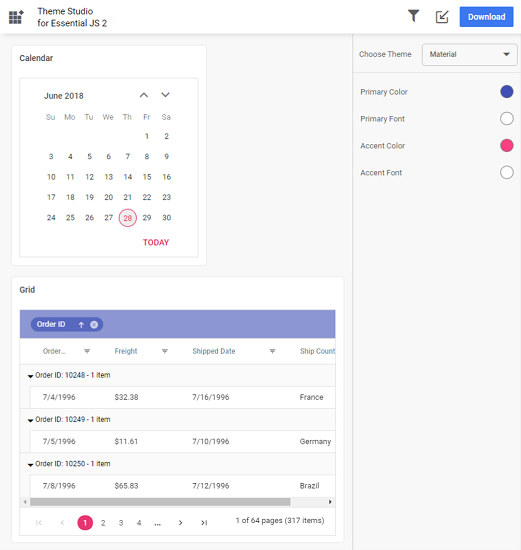 Theme Studio
for Essential JS 2
Download
Calendar
June 2018
Su Mo Tu We Th Fr Sa
1 2
3 4 5 6 7 8 9
10 11 12 13 14 15 16
17 18 19 20 21 22 23
24 25 26 27 28 29 30
TODAY
Choose Theme Material
Primary Color
Primary Font
Accent Color
Accent Font
Grid
Order ID
Order... Freight Shipped Date Ship Count
Order ID: 10248 - 1 item
7/4/1996 $32.38 7/16/1996 France
Order ID: 10249 - 1 item
7/5/1996 $11.61 7/10/1996 Germany
Order ID: 10250 - 1 item
7/8/1996 $65.83 7/12/1996 Brazil
1 2 3 4 ... 1 of 64 pages (317 items)